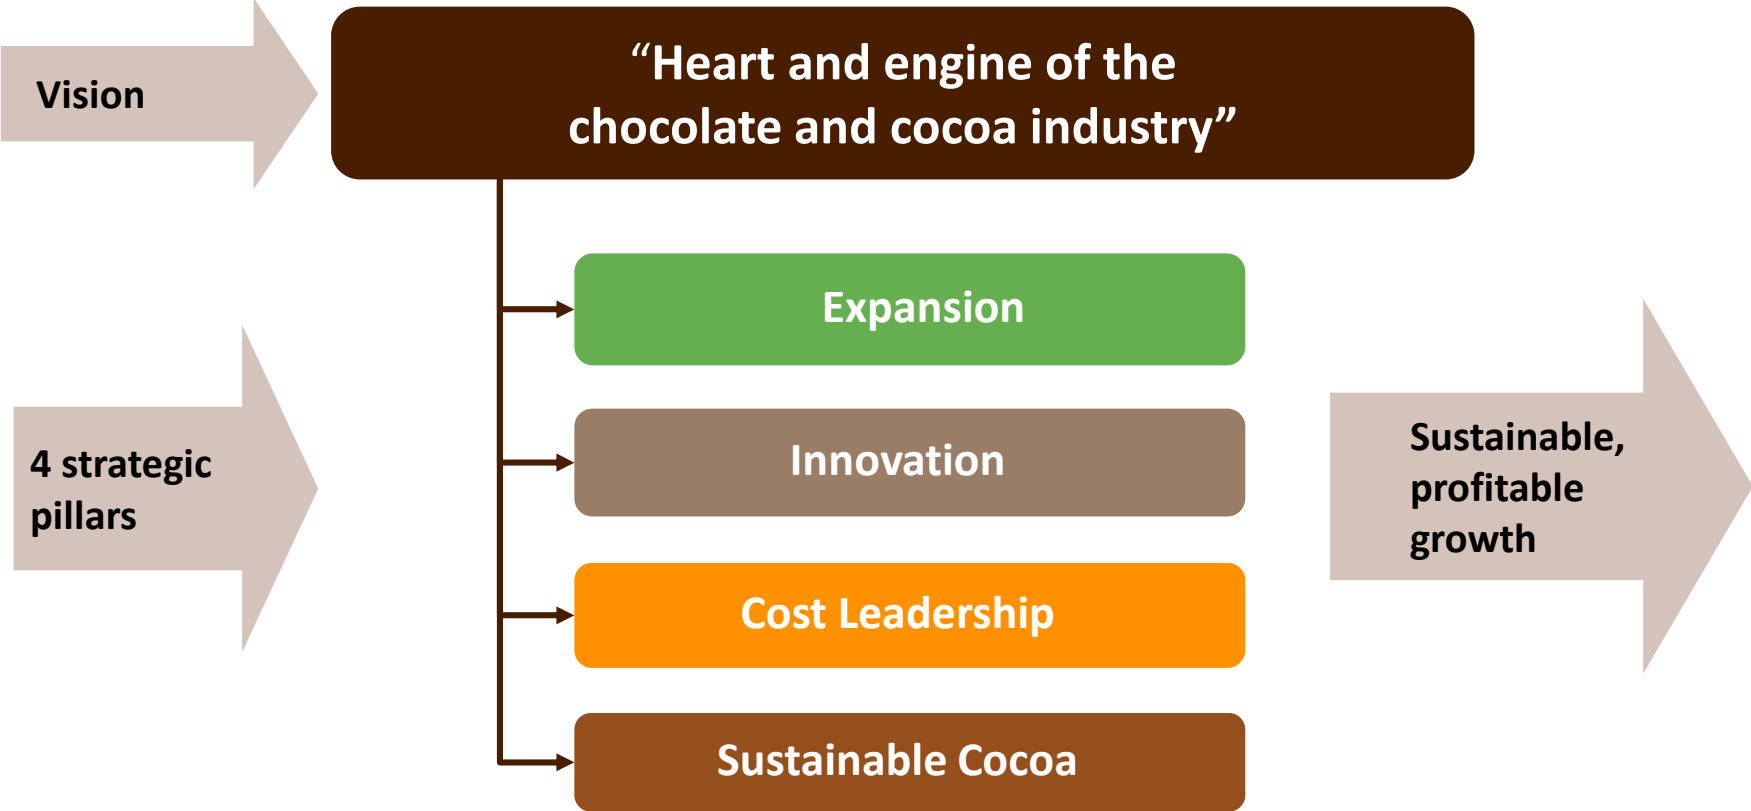 Vision
“Heart and engine of the
chocolate and cocoa industry”
Expansion
Innovation
4 strategic
pillars
Sustainable,
profitable
growth
Cost Leadership
Sustainable Cocoa